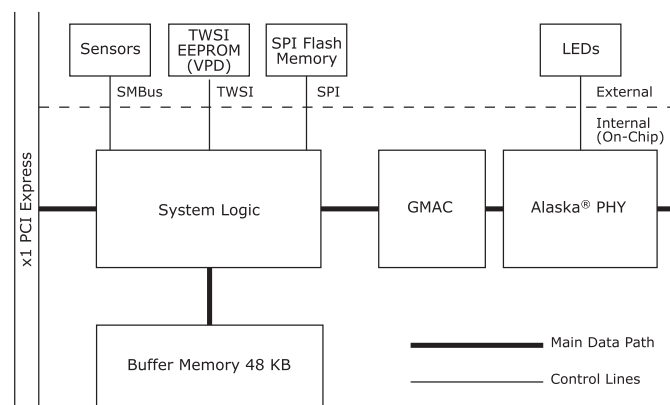 Sensors
TWSI
EEPROM
(VPD)
SPI Flash
Memory
LEDs
SMBus
TWSI
SPI
External
Internal
(On-Chip)
x1 PCI Express
System Logic
GMAC
Alaska® PHY
Buffer Memory 48 KB
Main Data Path
Control Lines